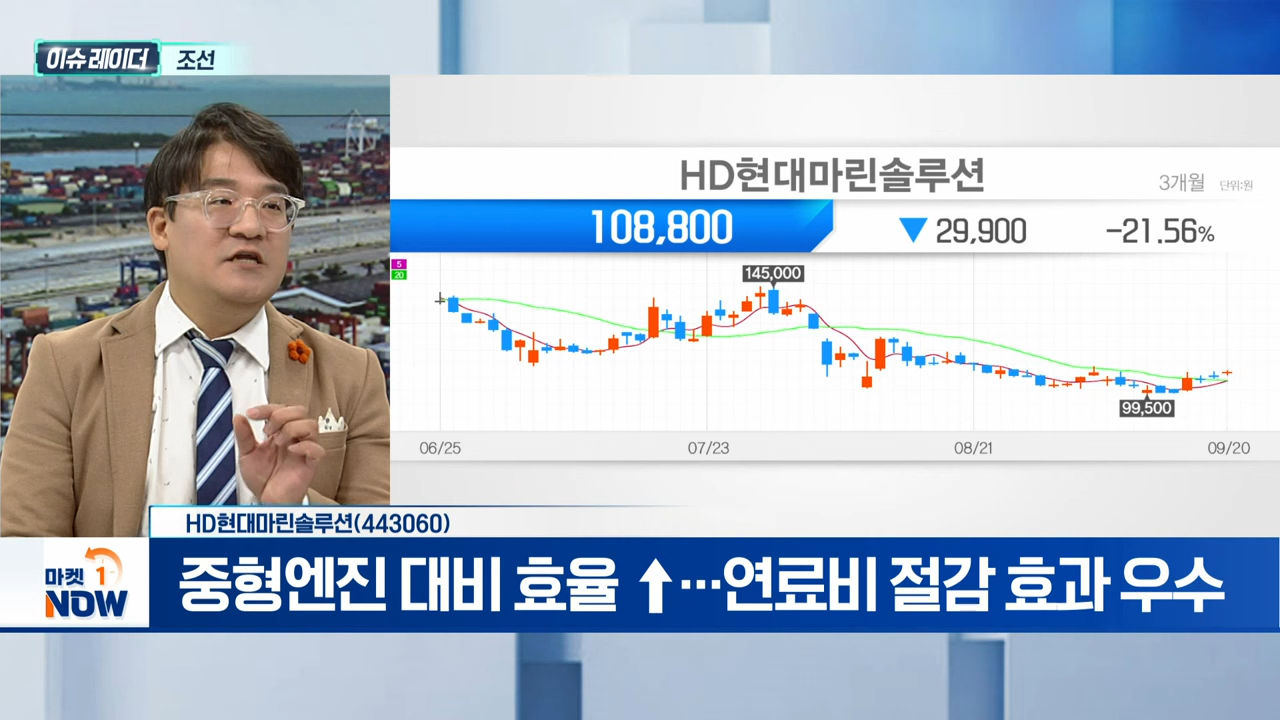 이슈 레이더 조선
HD현대마린솔루션
3개월 단위:원
108,800 ▼ 29,900 -21.56%
5
20
145,000
99,500
06/25 07/23 08/21 09/20
HD현대마린솔루션(443060)
마켓 1
NOW
중형엔진 대비 효율 ↑…연료비 절감 효과 우수